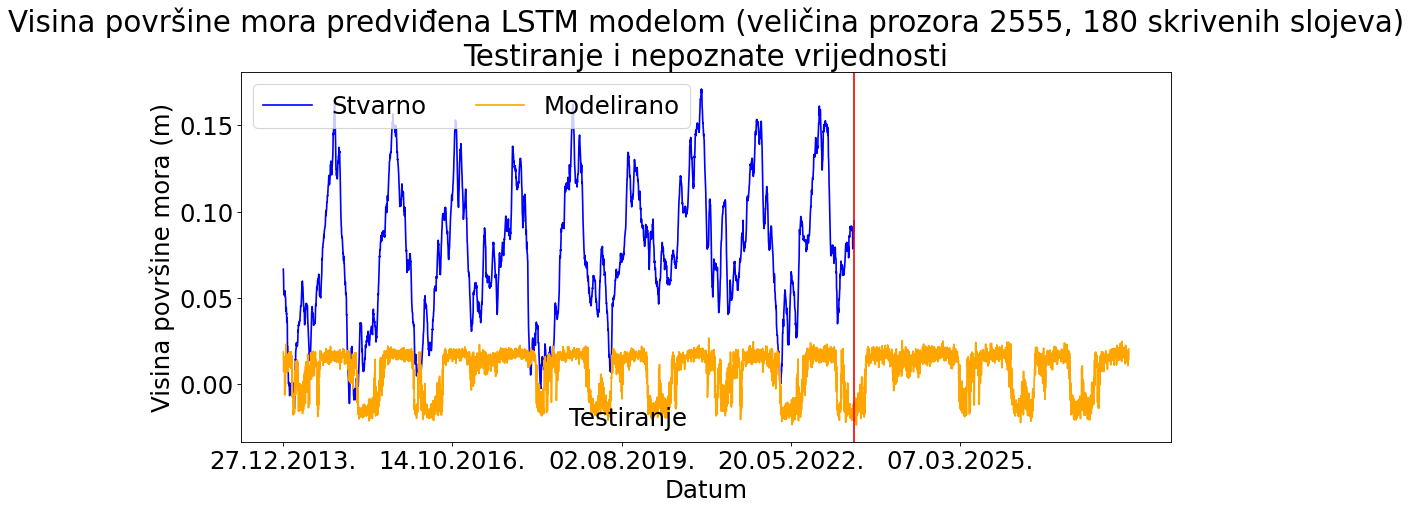 Visina površine mora predviđena LSTM modelom (veličina prozora 2555, 180 skrivenih slojeva)
Testiranje i nepoznate vrijednosti
Stvarno
Modelirano
Visina površine mora (m)
0.15
0.10
0.05
0.00
Testiranje
27.12.2013.
14.10.2016.
02.08.2019.
20.05.2022.
07.03.2025.
Datum